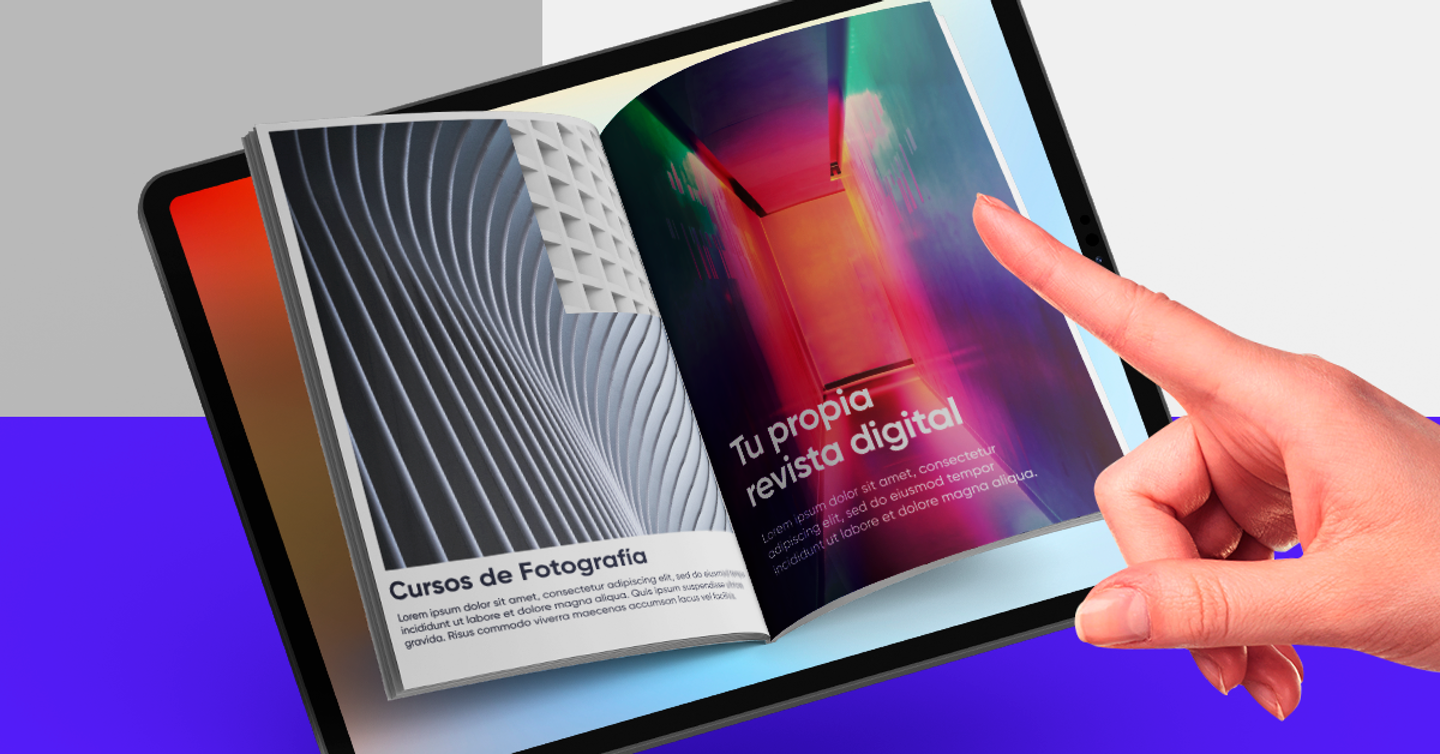 Cursos de Fotografia
Lorem ipsum dolor sit amet, consectetur adipiscing elit, sed do eiusmod
incididunt ut labore et dolore magna aliqua. Quis ipsum suspendisse ultrices
gravida. Risus commodo viverra maecenas accumsan lacus vel facilisis.
Tu propia
revista digital
Lorem ipsum dolor sit amet, consectetur
adipiscing elit, sed do eiusmod tempor
incididunt ut labore et dolore magna aliqua.